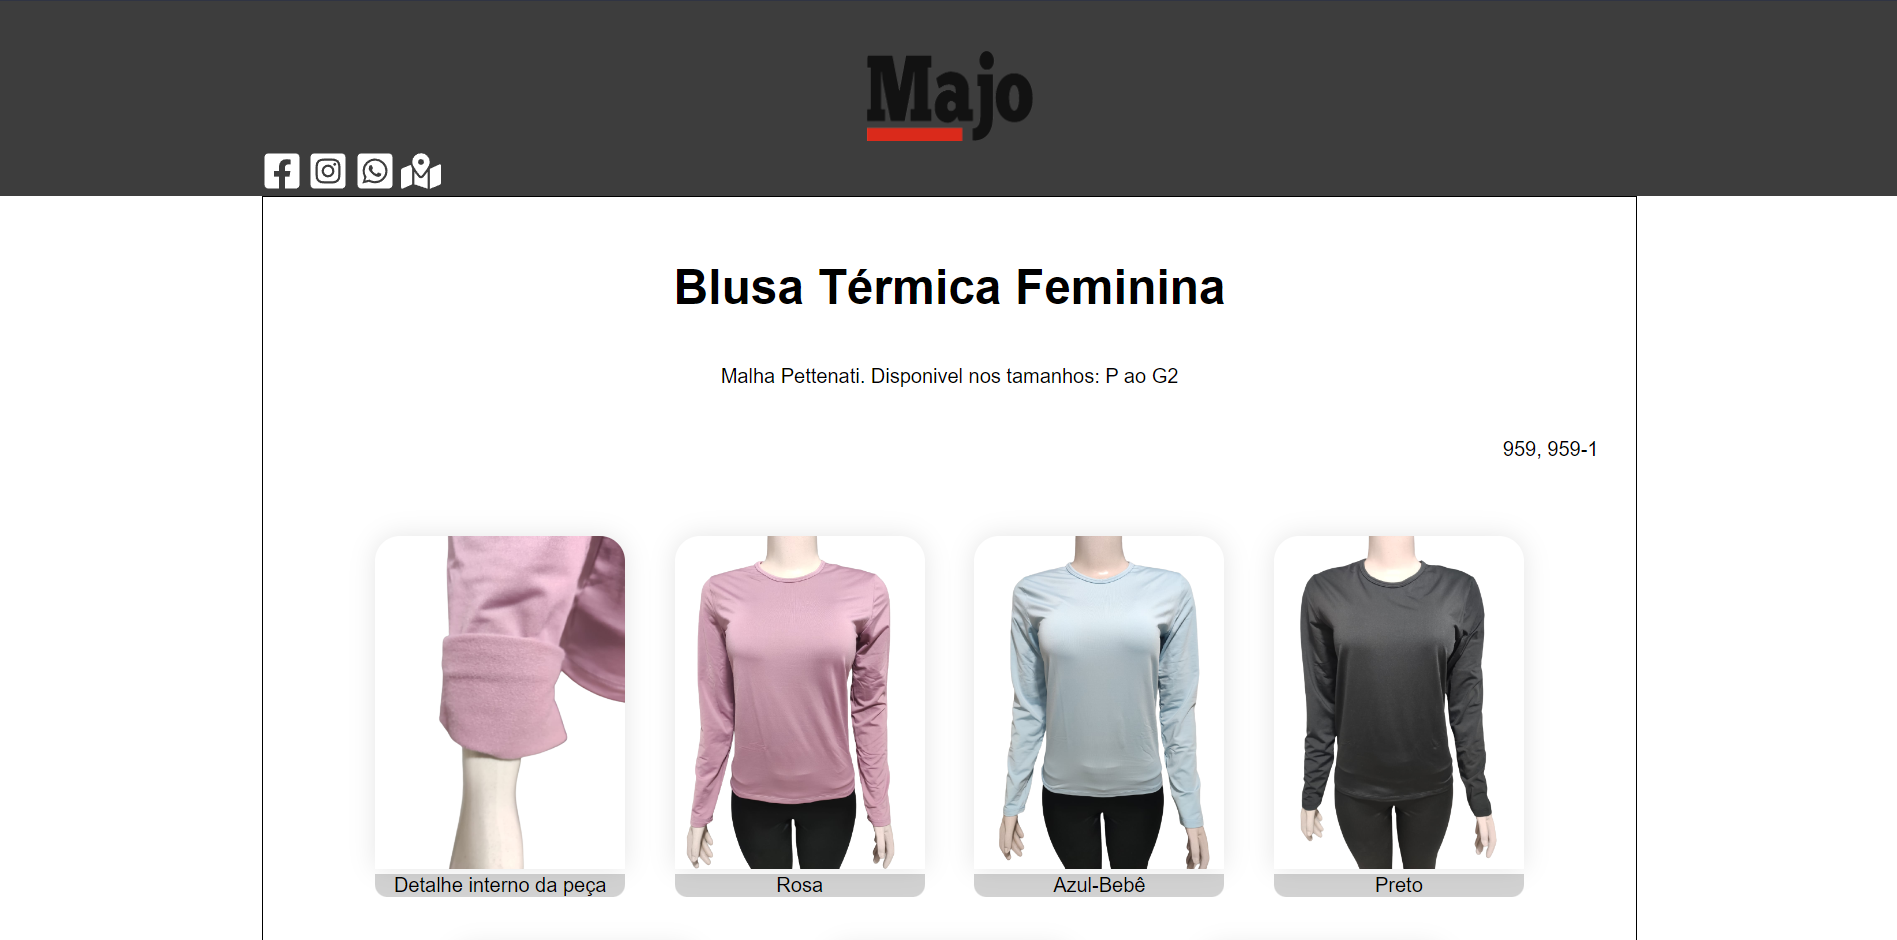 Majo
Blusa Térmica Feminina
Malha Pettenati. Disponivel nos tamanhos: P ao G2
959, 959-1
Detalhe interno da peça
Rosa
Azul-Bebê
Preto